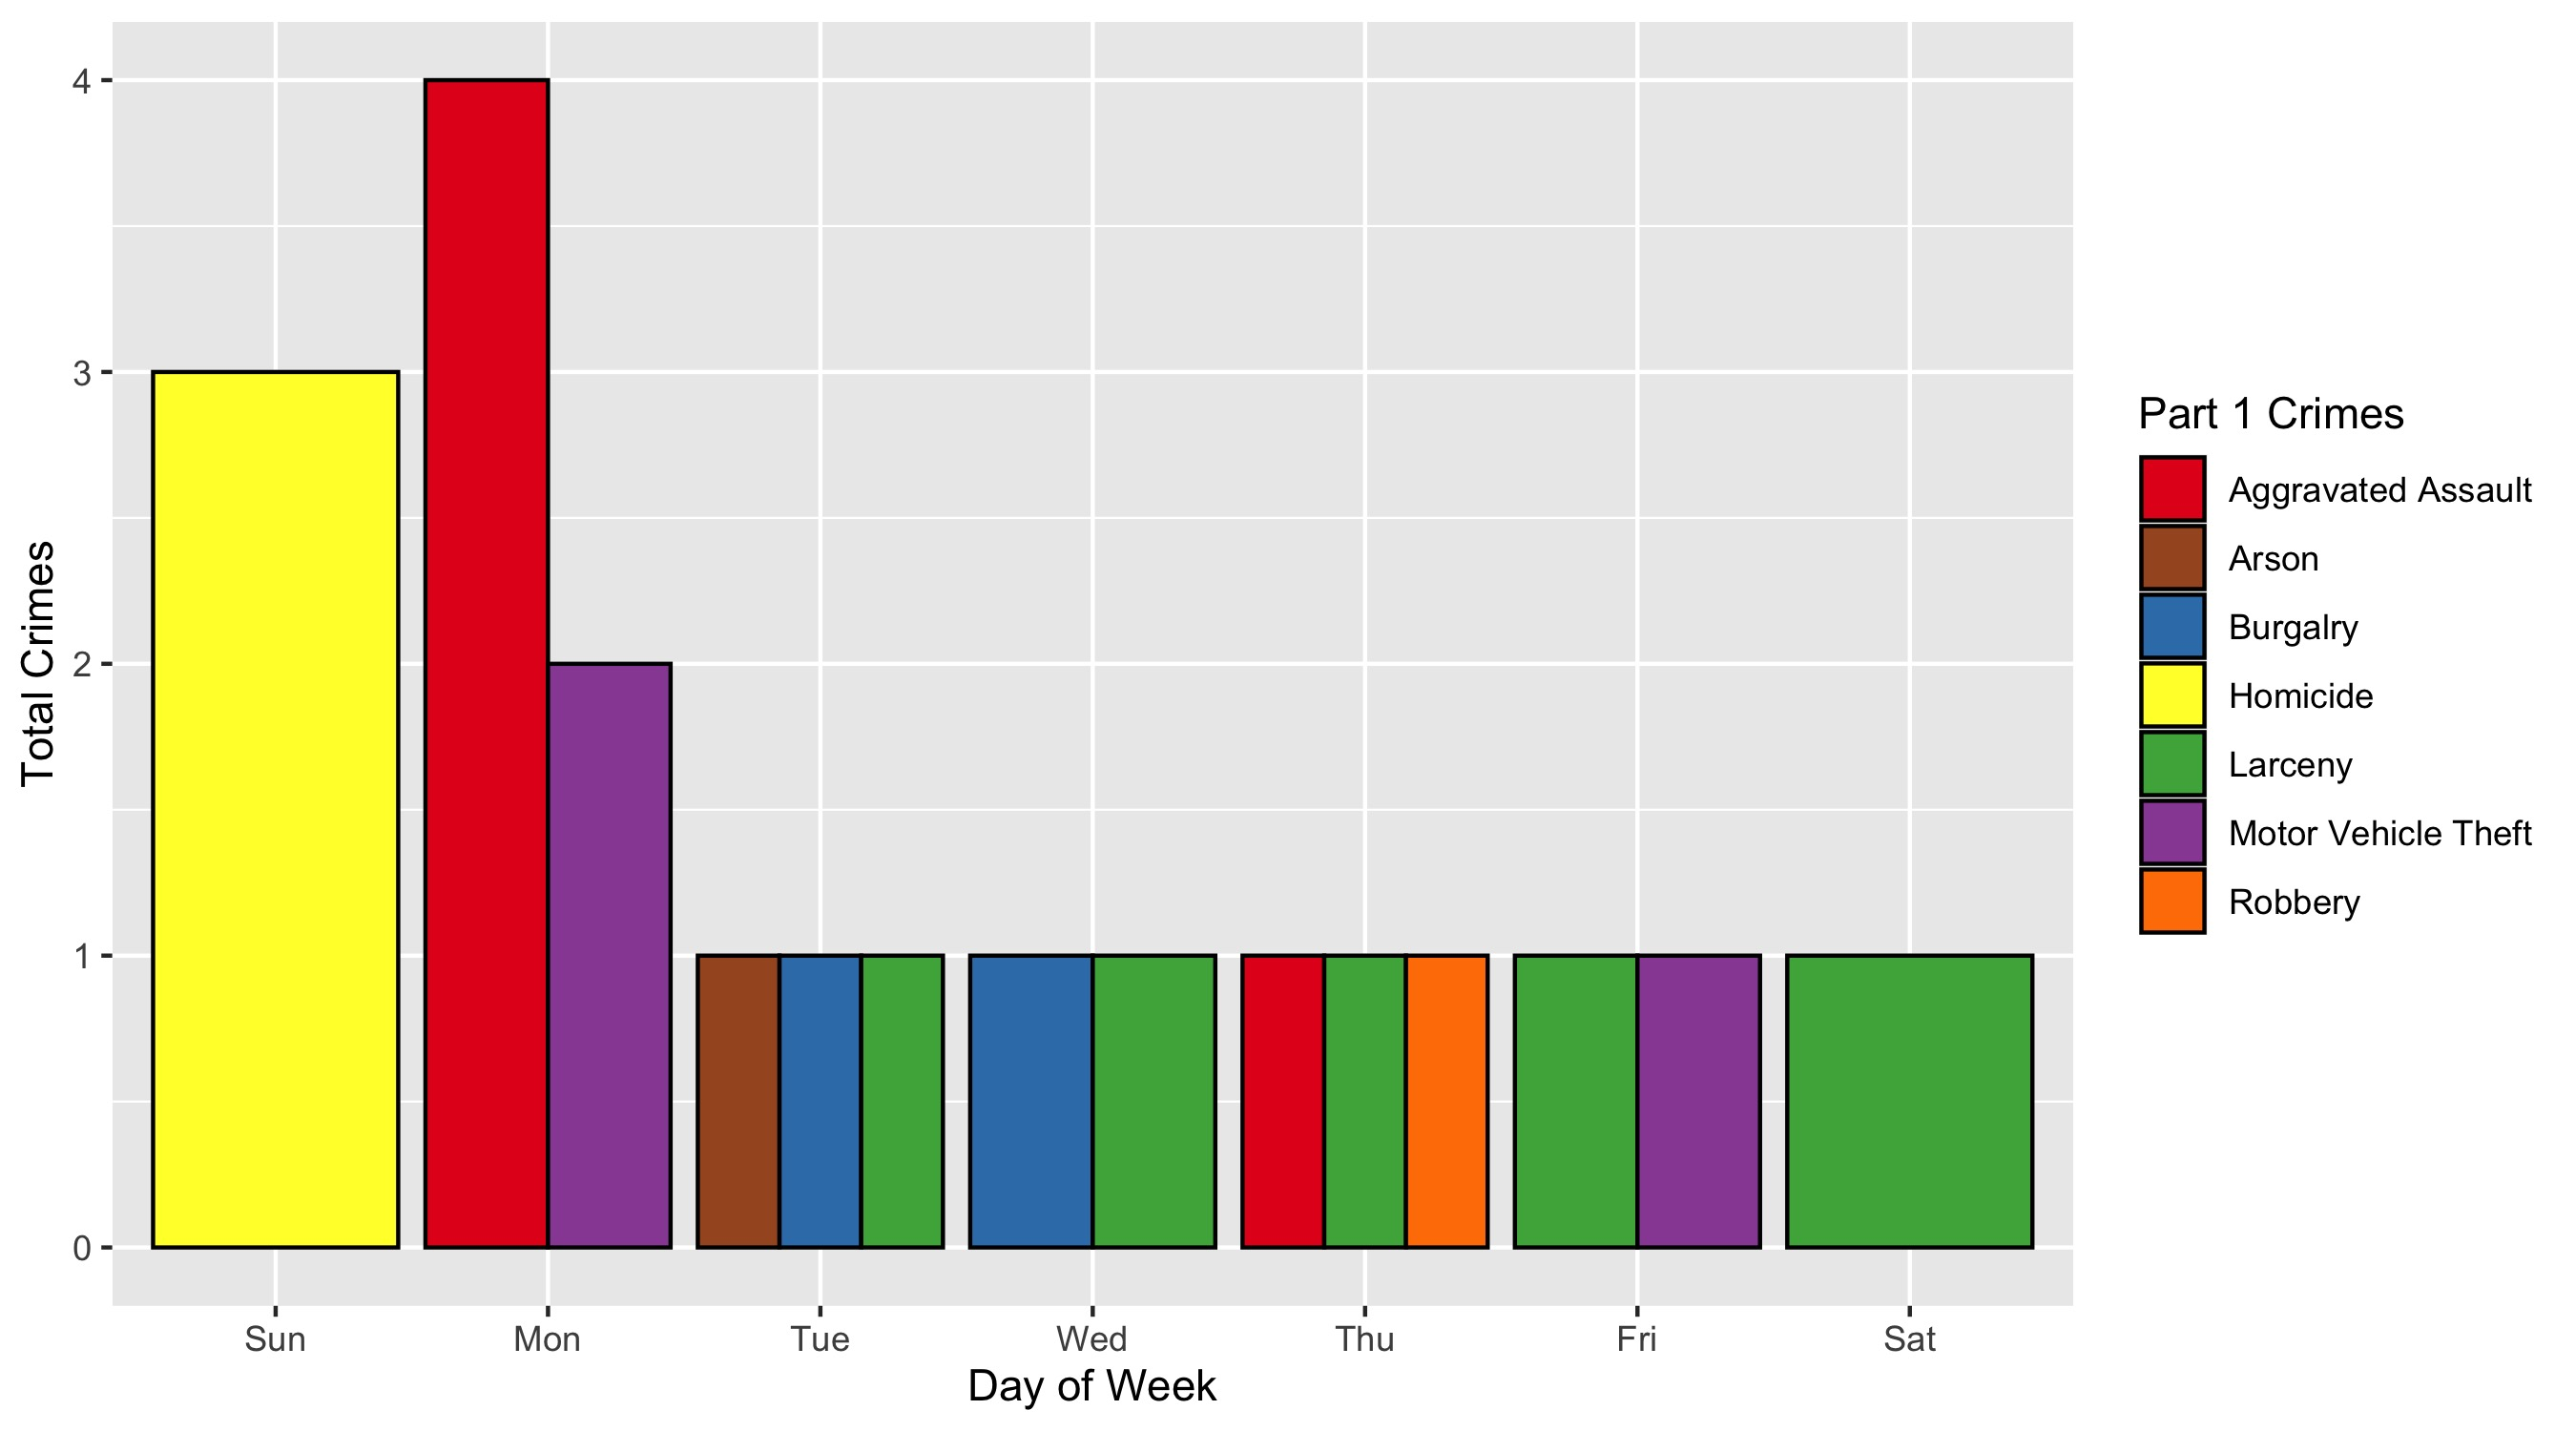 Total Crimes
4
3
2
1
0
Sun Mon Tue Wed Thu Fri Sat
Day of Week
Part 1 Crimes
Aggravated Assault
Arson
Burgalry
Homicide
Larceny
Motor Vehicle Theft
Robbery